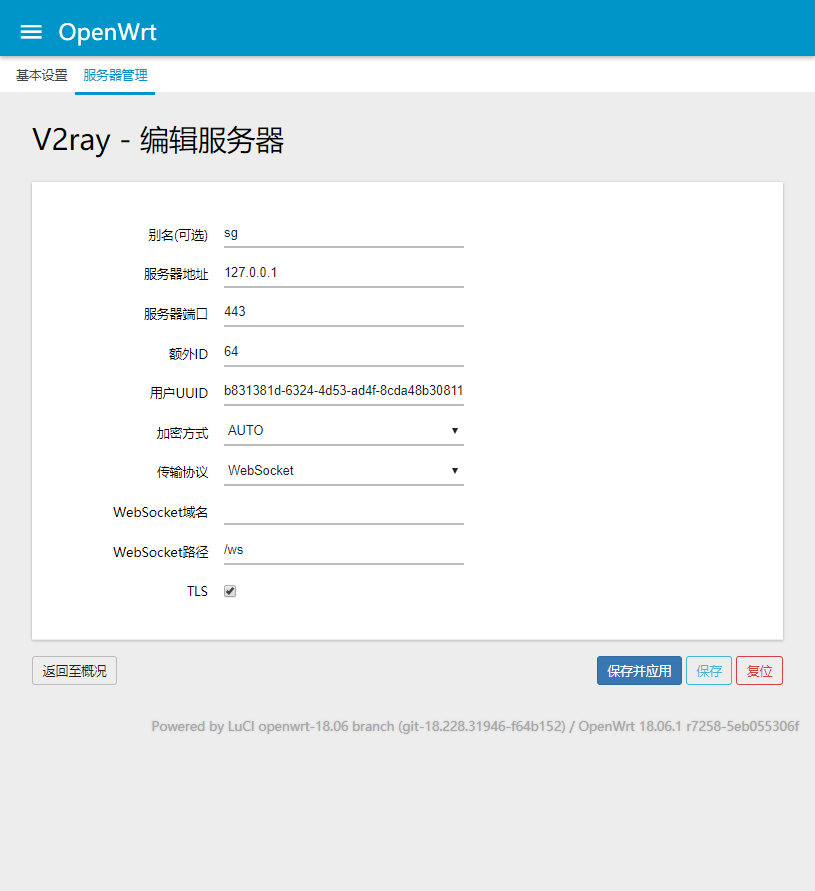 OpenWrt
基本设置 服务器管理
V2ray - 编辑服务器
别名(可选) sg
服务器地址 127.0.0.1
服务器端口 443
额外ID 64
用户UUID b831381d-6324-4d53-ad4f-8cda48b30811
加密方式 AUTO
传输协议 WebSocket
WebSocket域名
WebSocket路径 /ws
TLS
返回至概况 保存并应用 保存 复位
Powered by LuCI openwrt-18.06 branch (git-18.228.31946-f64b152) / OpenWrt 18.06.1 r7258-5eb055306f